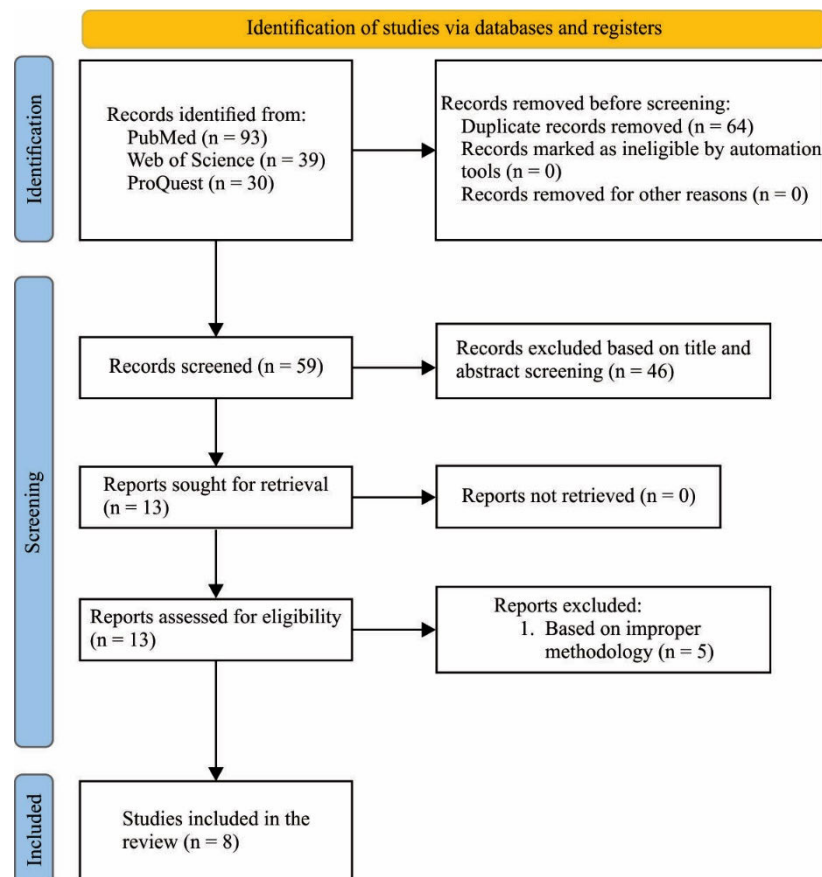 Identification of studies via databases and registers
Identification
Records identified from:
PubMed (n = 93)
Web of Science (n = 39)
ProQuest (n = 30)
Records removed before screening:
Duplicate records removed (n = 64)
Records marked as ineligible by automation
tools (n = 0)
Records removed for other reasons (n = 0)
Screening
Records screened (n = 59)
Records excluded based on title and
abstract screening (n = 46)
Reports sought for retrieval
(n = 13)
Reports not retrieved (n = 0)
Reports assessed for eligibility
(n = 13)
Reports excluded:
1. Based on improper
methodology (n = 5)
Included
Studies included in the
review (n = 8)